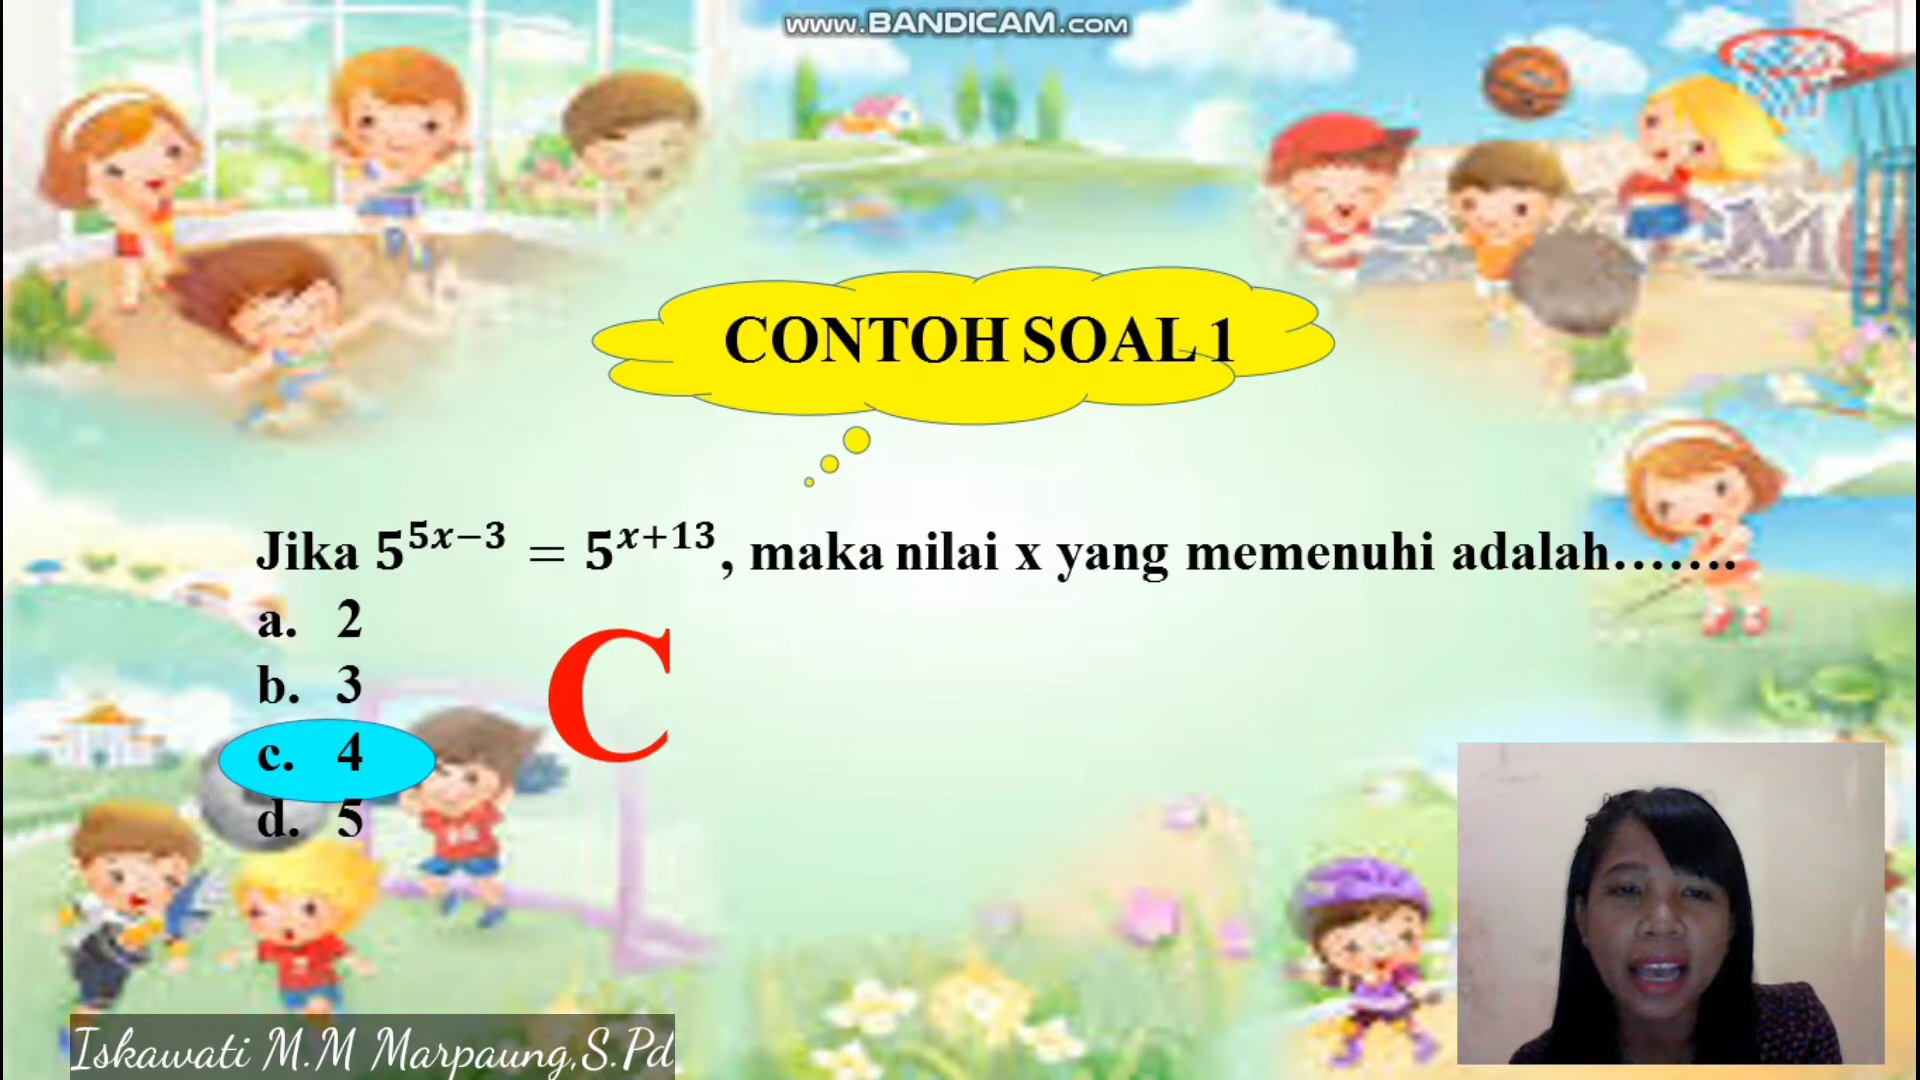 www.BANDICAM.com
CONTOH SOAL 1
Jika 5^{5x−3} = 5^{x+13}, maka nilai x yang memenuhi adalah.......
a. 2
b. 3
C
c. 4
d. 5
Iskawati M.M Marpaung,S.Pd